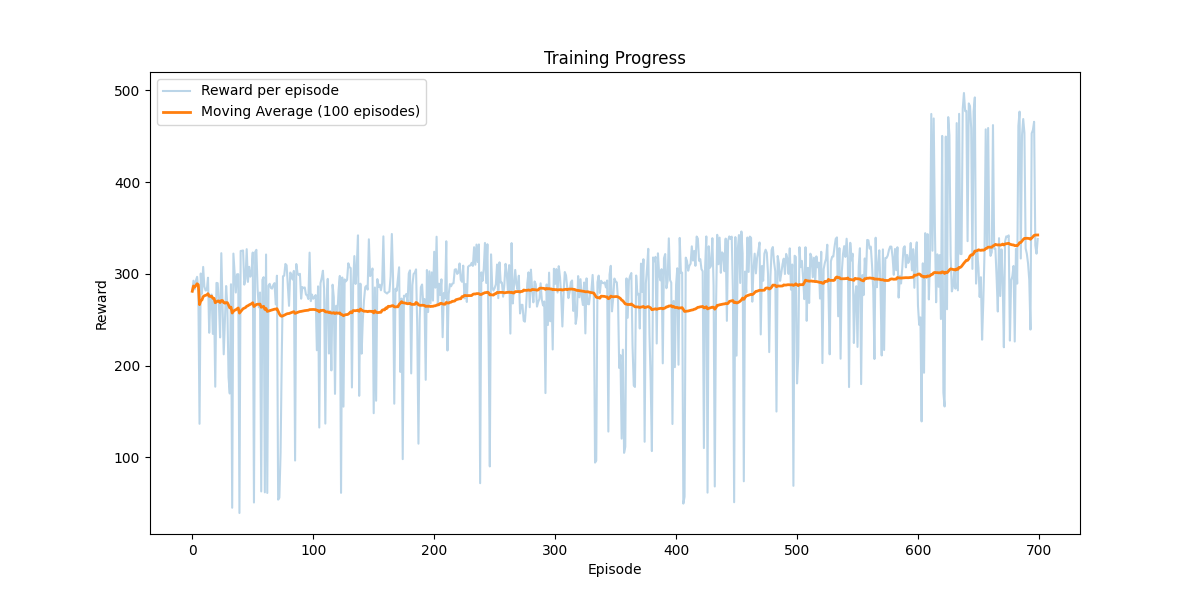 Training Progress
Reward per episode
Moving Average (100 episodes)
500
400
300
200
100
Reward
0 100 200 300 400 500 600 700
Episode